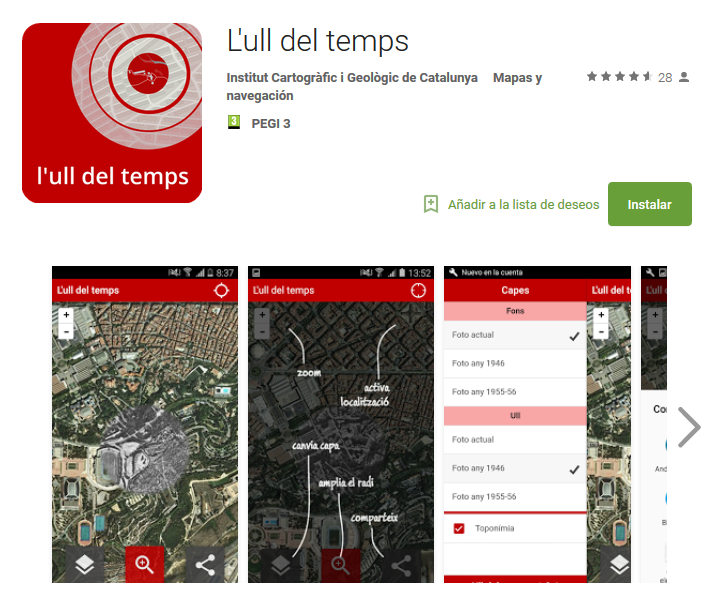 L'ull del temps
Institut Cartogràfic i Geològic de Catalunya Mapas y
navegación
28
3 PEGI 3
l'ull del temps
Añadir a la lista de deseos
Instalar
8:37
L'ull del temps
+
-
13:52
L'ull del temps
+
-
zoom
activa
localització
canvia capa
amplia el radi
comparteix
Nuevo en la cuenta
Capes
Fons
Foto actual
Foto any 1946
Foto any 1955-56
Ull
Foto actual
Foto any 1946
Foto any 1955-56
Toponímia
L'ull del t
+
-
L'ull d
+
-
Co
And